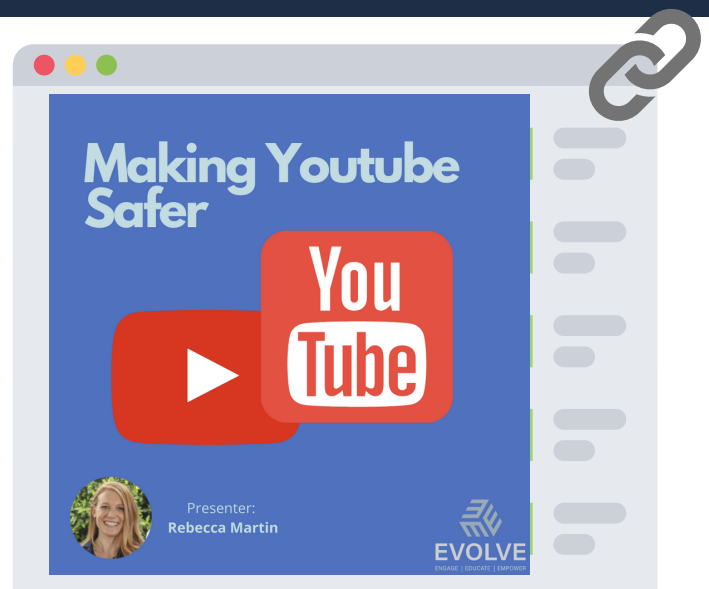 Making Youtube
Safer
You
Tube
Presenter:
Rebecca Martin
EVOLVE
ENGAGE | EDUCATE | EMPOWER